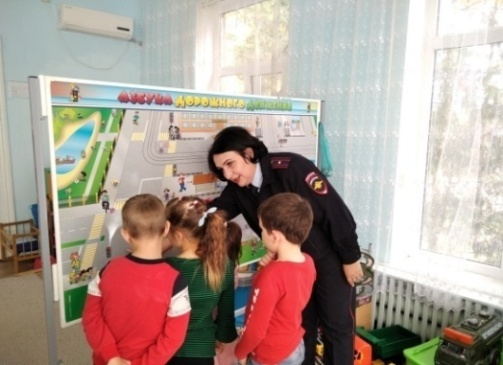 АЗБУКА ДОРОЖНОГО ДВИЖЕНИЯ